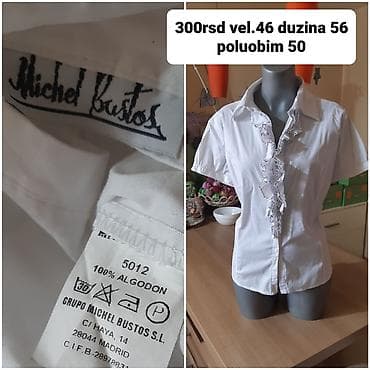 300rsd vel.46 duzina 56
poluobim 50
Michel Bustos
5012
100% ALGODON
30
P
GRUPO MICHEL BUSTOS S.L.
C/ HAYA, 14
28044 MADRID